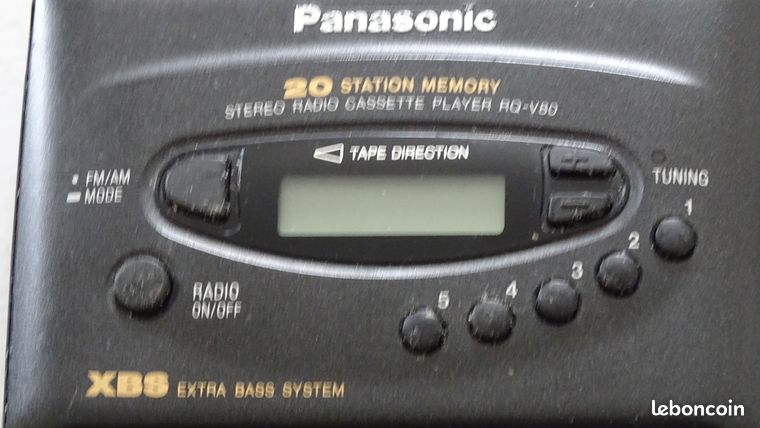 Panasonic
20 STATION MEMORY
STEREO RADIO CASSETTE PLAYER RQ-V80
TAPE DIRECTION
+
FM/AM
MODE
−
TUNING
1
2
3
4
5
RADIO
ON/OFF
XBS EXTRA BASS SYSTEM
leboncoin